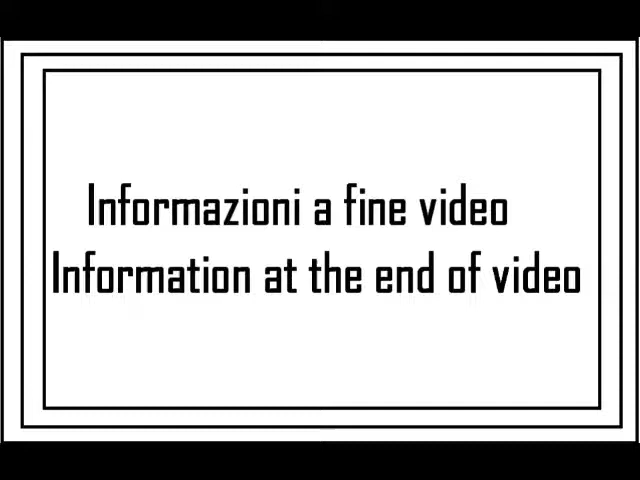 Informazioni a fine video
Information at the end of video